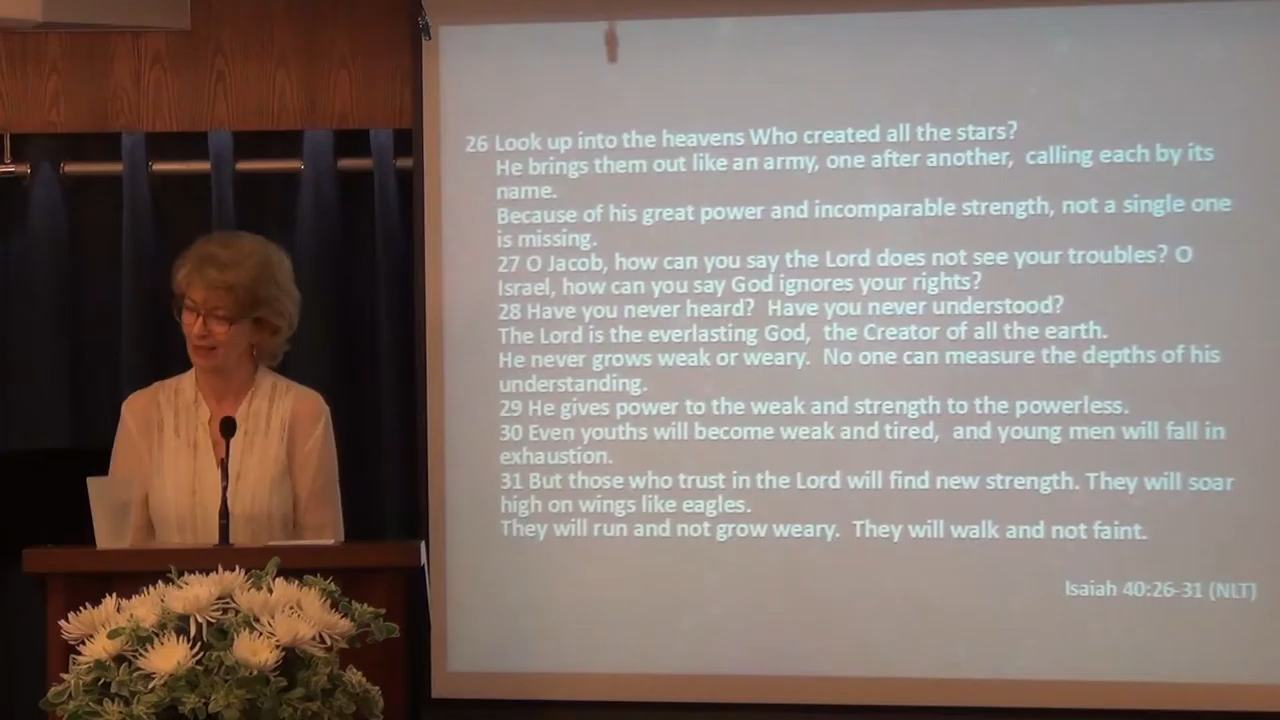 26 Look up into the heavens Who created all the stars?
He brings them out like an army, one after another, calling each by its
name.
Because of his great power and incomparable strength, not a single one
is missing.
27 O Jacob, how can you say the Lord does not see your troubles? O
Israel, how can you say God ignores your rights?
28 Have you never heard? Have you never understood?
The Lord is the everlasting God, the Creator of all the earth.
He never grows weak or weary. No one can measure the depths of his
understanding.
29 He gives power to the weak and strength to the powerless.
30 Even youths will become weak and tired, and young men will fall in
exhaustion.
31 But those who trust in the Lord will find new strength. They will soar
high on wings like eagles.
They will run and not grow weary. They will walk and not faint.
Isaiah 40:26-31 (NLT)